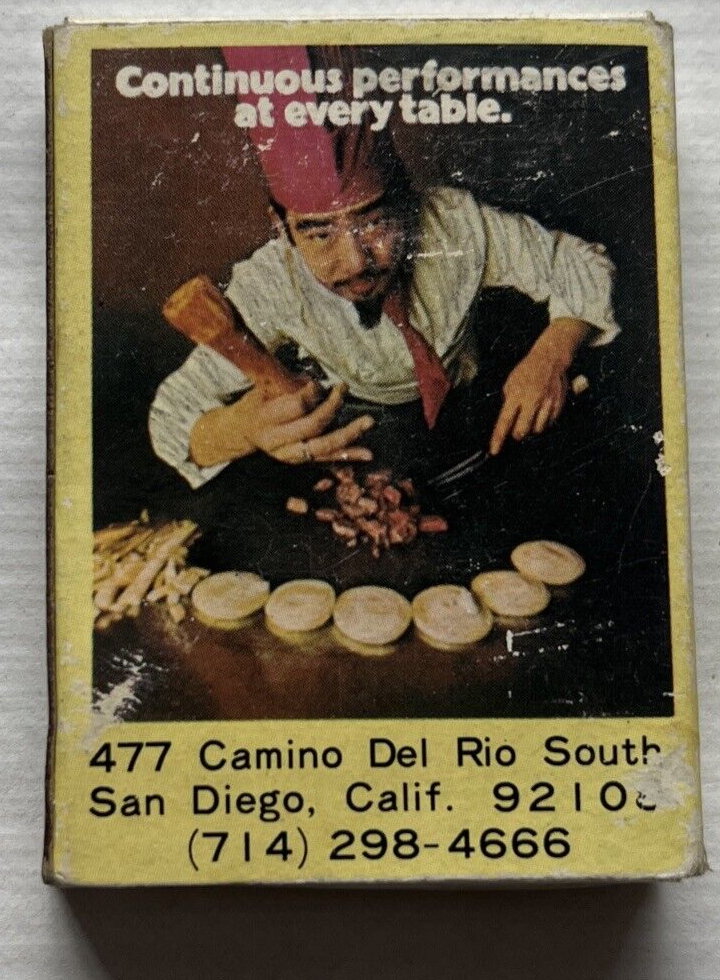 Continuous performances
at every table.
477 Camino Del Rio South
San Diego, Calif.
(714) 298-4666